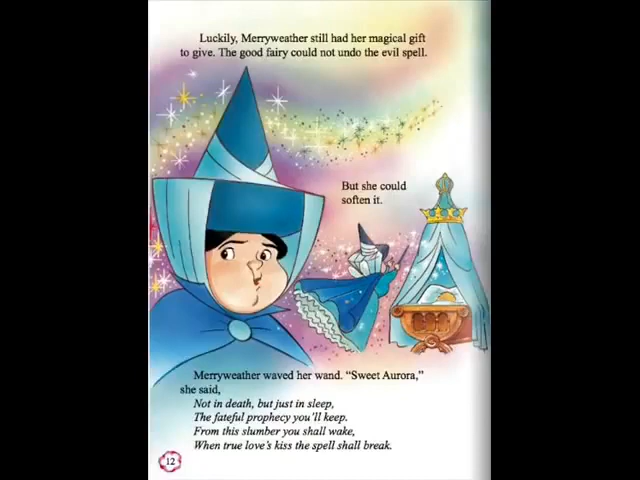 Luckily, Merryweather still had her magical gift
to give. The good fairy could not undo the evil spell.
But she could
soften it.
Merryweather waved her wand. “Sweet Aurora,”
she said,
Not in death, but just in sleep,
The fateful prophecy you’ll keep.
From this slumber you shall wake,
When true love’s kiss the spell shall break.
12